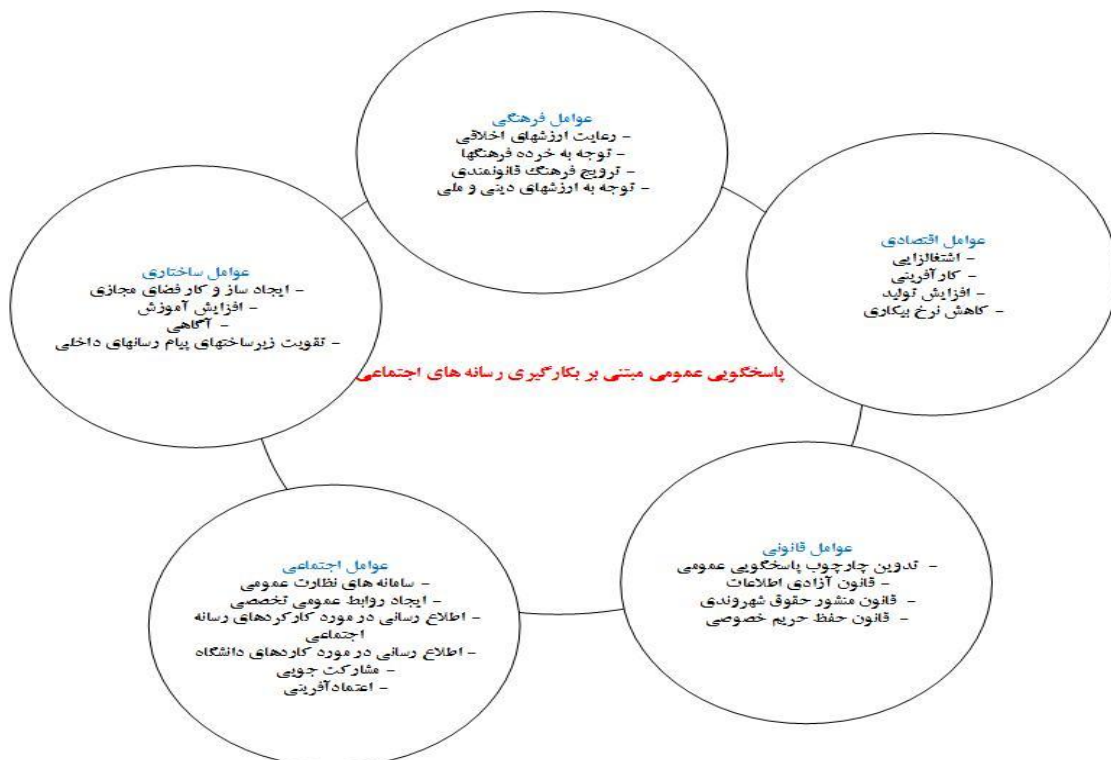 عوامل فرهنگی
- رعایت ارزشهای اخلاقی
- توجه به خرده فرهنگها
- ترویج فرهنگ قانونمندی
- توجه به ارزشهای دینی و ملی
عوامل اقتصادی
- اشتغالزایی
- کارآفرینی
- افزایش تولید
- کاهش نرخ بیکاری
عوامل ساختاری
- ایجاد ساز و کار فضای مجازی
- افزایش آموزش
- آگاهی
- تقویت زیرساختهای پیام رسانهای داخلی
پاسخگویی عمومی مبتنی بر بکارگیری رسانه های اجتماعی
عوامل قانونی
- تدوین چارچوب پاسخگویی عمومی
- قانون آزادی اطلاعات
- قانون منشور حقوق شهروندی
- قانون حفظ حریم خصوصی
عوامل اجتماعی
- سامانه های نظارت عمومی
- ایجاد روابط عمومی تخصصی
- اطلاع رسانی در مورد کارکردهای رسانه
اجتماعی
- اطلاع رسانی در مورد کاردهای دانشگاه
- مشارکت جویی
- اعتمادآفرینی